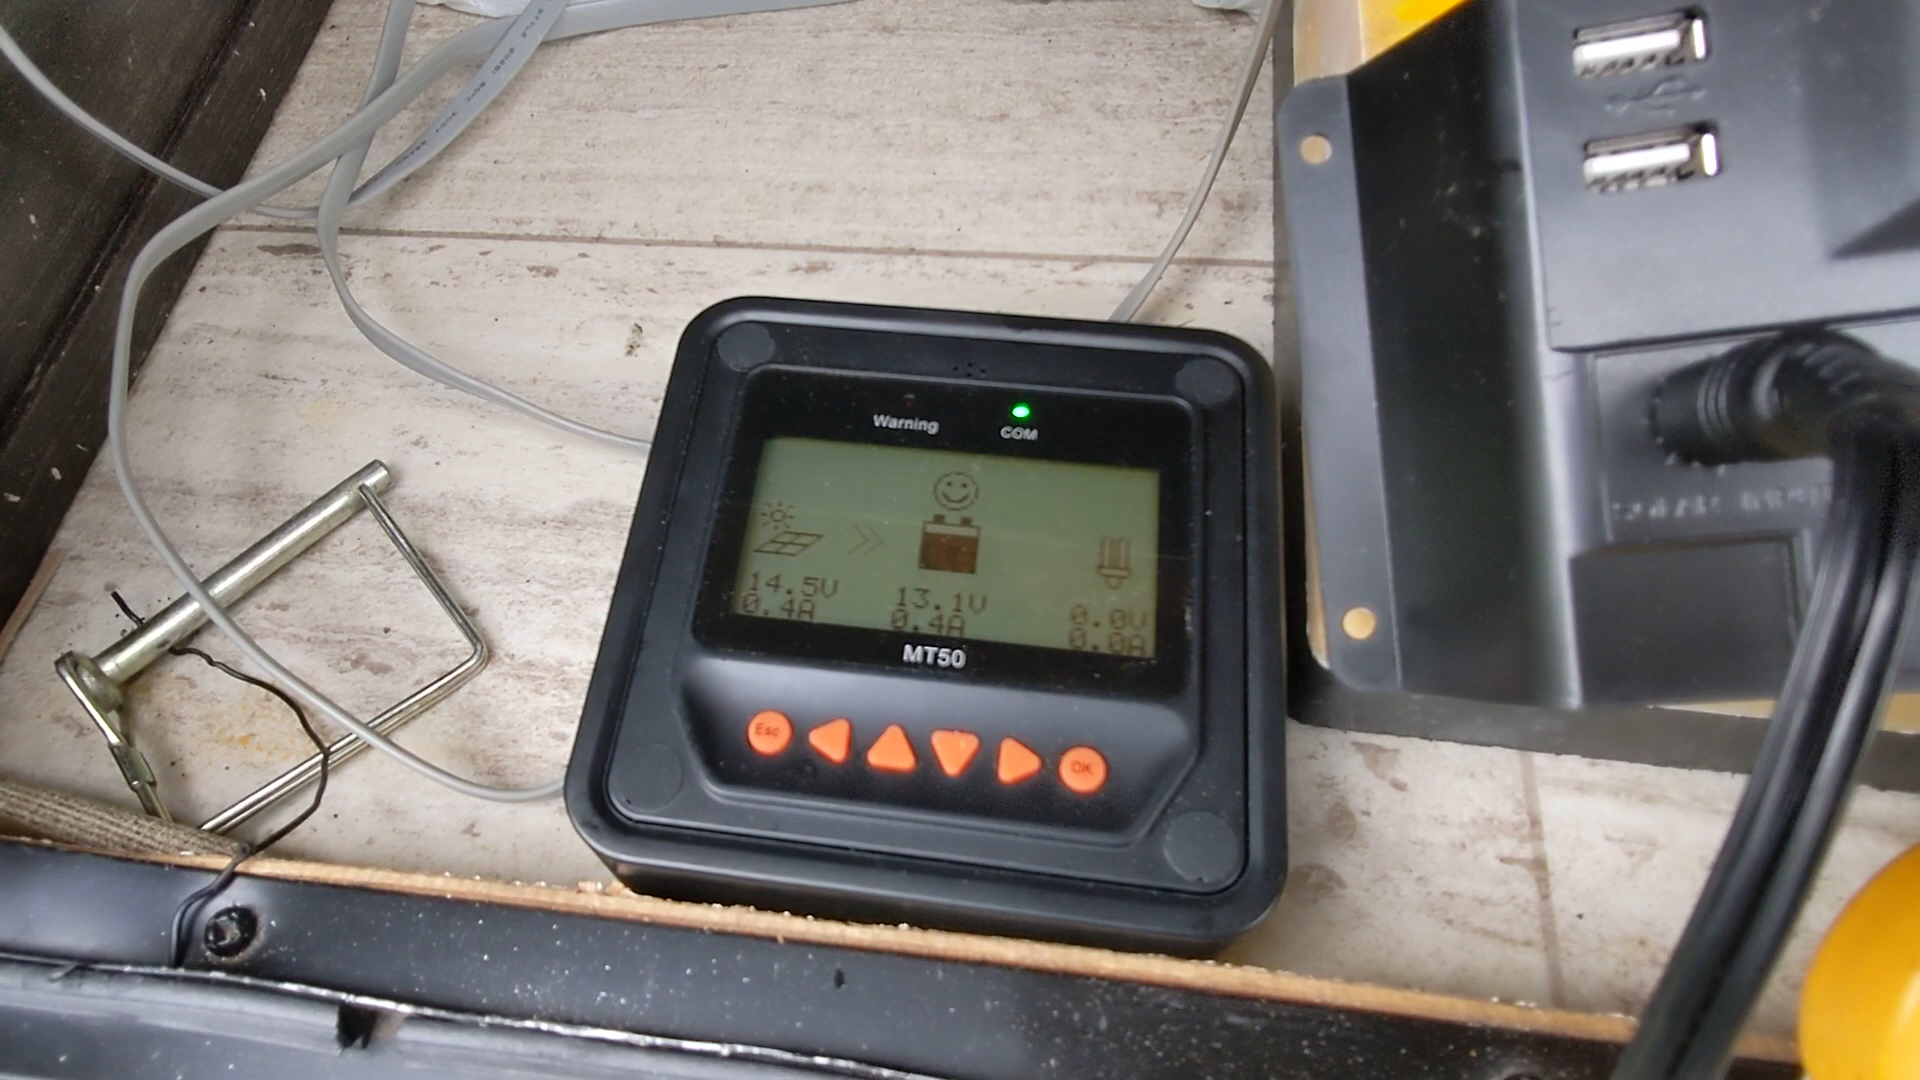 Warning
COM
14.5V
0.4A
13.1V
0.4A
0.0V
0.0A
MT50
Esc
OK